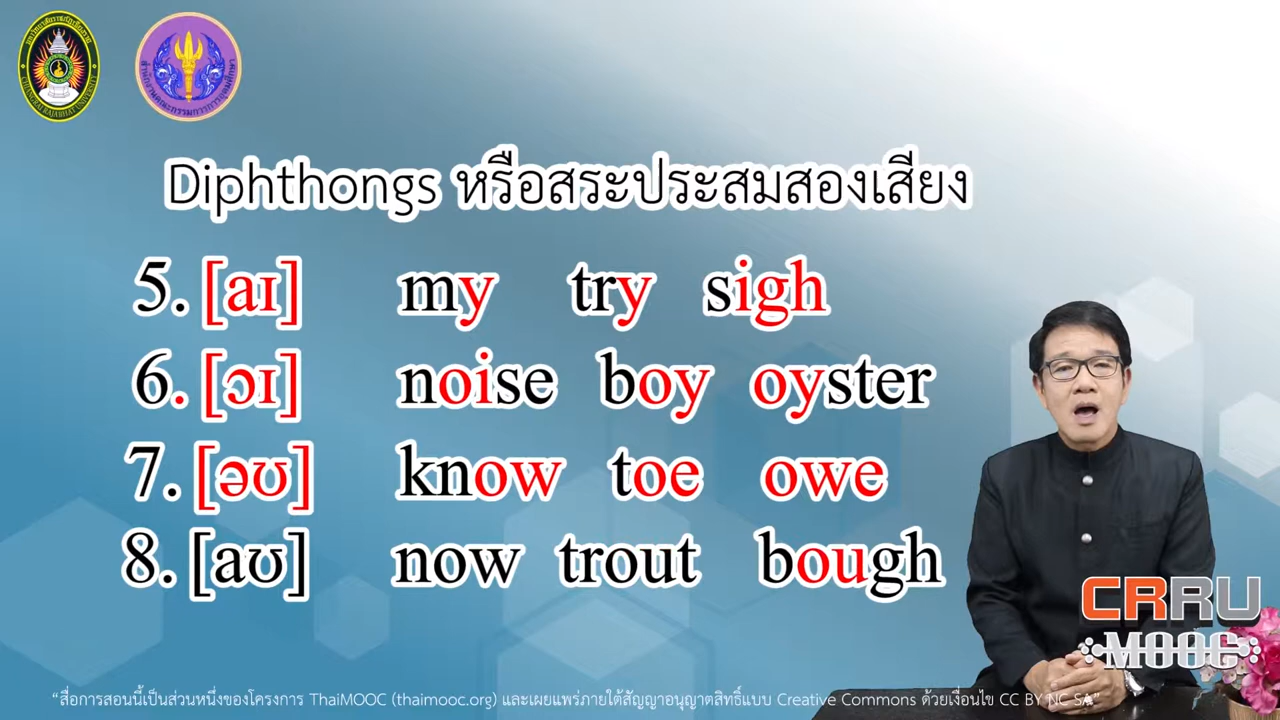 Diphthongs หรือสระประสมสองเสียง
5. [aɪ] my try sigh
6. [ɔɪ] noise boy oyster
7. [əʊ] know toe owe
8. [aʊ] now trout bough
CRRU
MOOC
“สื่อการสอนนี้เป็นส่วนหนึ่งของโครงการ ThaiMOOC (thaimooc.org) และเผยแพร่ภายใต้สัญญาอนุญาตสิทธิ์แบบ Creative Commons ด้วยเงื่อนไข CC BY NC SA”